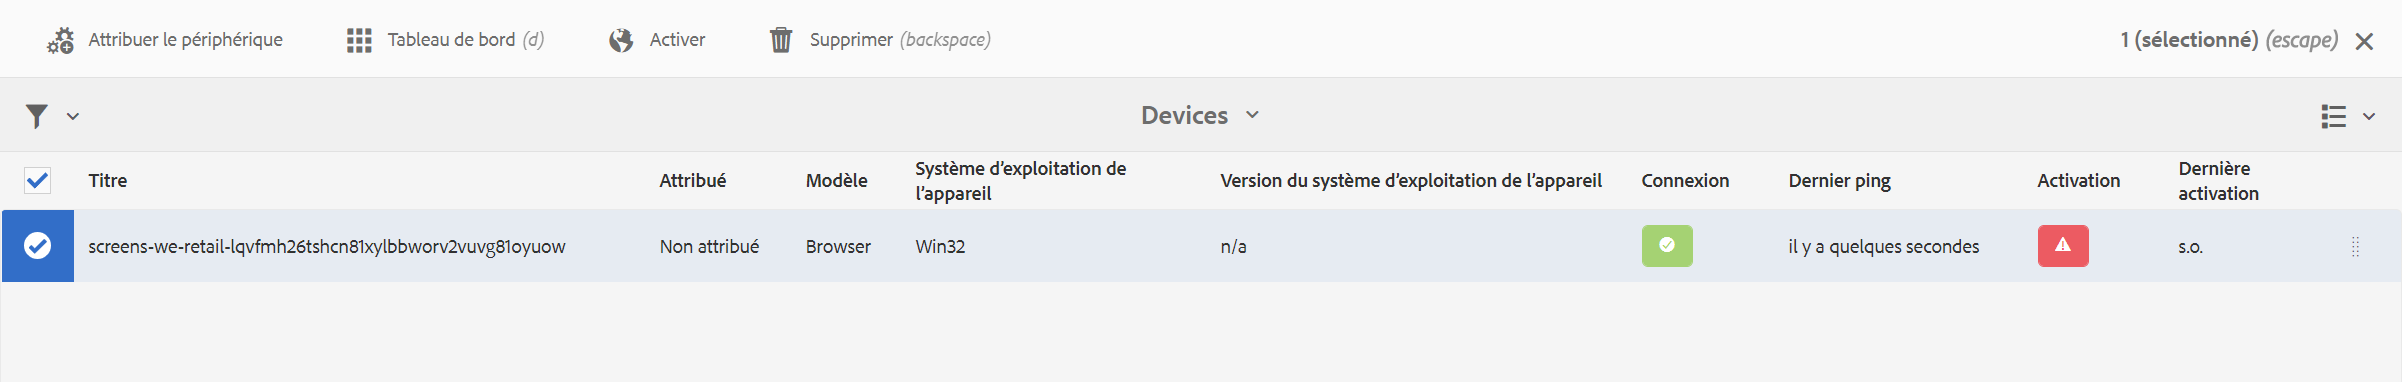 Attribuer le périphérique Tableau de bord (d) Activer Supprimer (backspace) 1 (sélectionné) (escape)
Devices
Titre Attribué Modèle Système d'exploitation de l'appareil Version du système d'exploitation de l'appareil Connexion Dernier ping Activation Dernière activation
screens-we-retail-lqvfmh26tshcn81xylbbworv2vuvg81oyuow Non attribué Browser Win32 n/a il y a quelques secondes s.o.